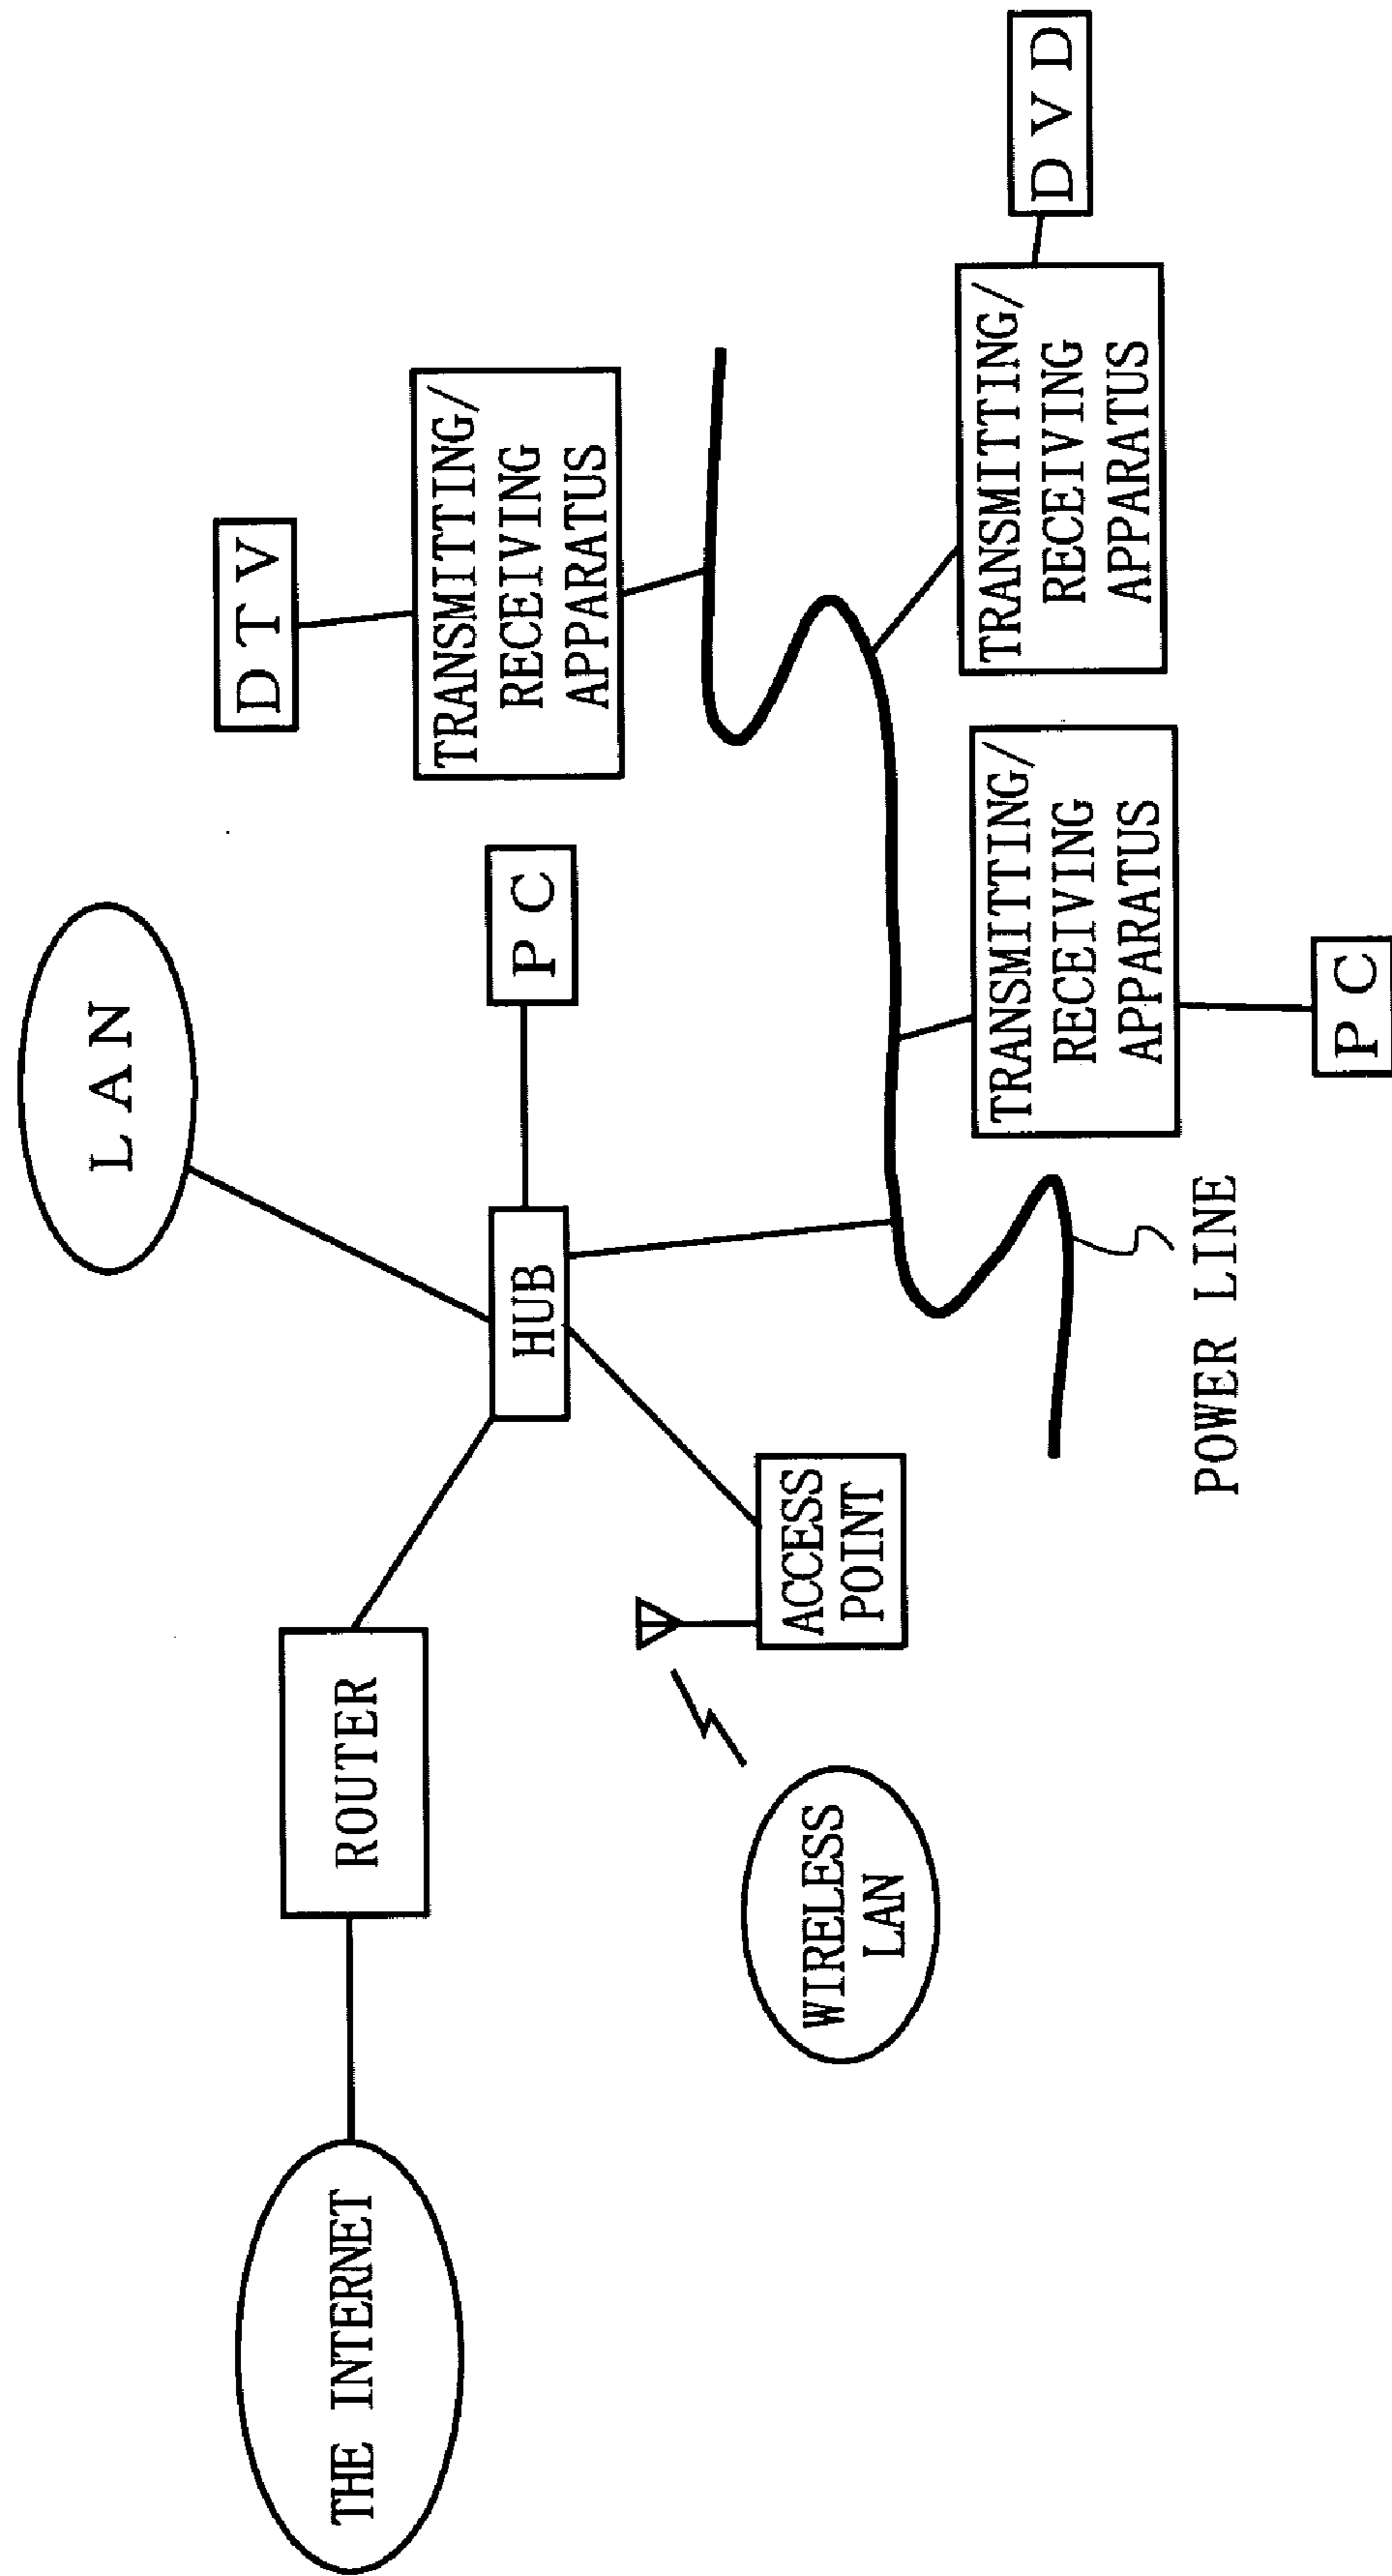 LAN
DTV
THE INTERNET
ROUTER
HUB
PC
TRANSMITTING/
RECEIVING
APPARATUS
ACCESS
POINT
WIRELESS
LAN
TRANSMITTING/
RECEIVING
APPARATUS
TRANSMITTING/
RECEIVING
APPARATUS
DVD
POWER LINE
PC